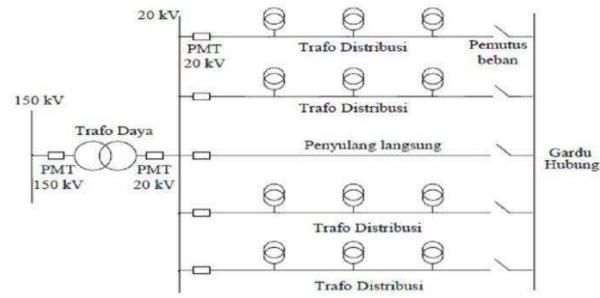 20 kV
PMT
20 kV
Trafo Distribusi
Pemutus
beban
Trafo Distribusi
150 kV
Trafo Daya
PMT
150 kV
PMT
20 kV
Penyulang langsung
Gardu
Hubung
Trafo Distribusi
Trafo Distribusi